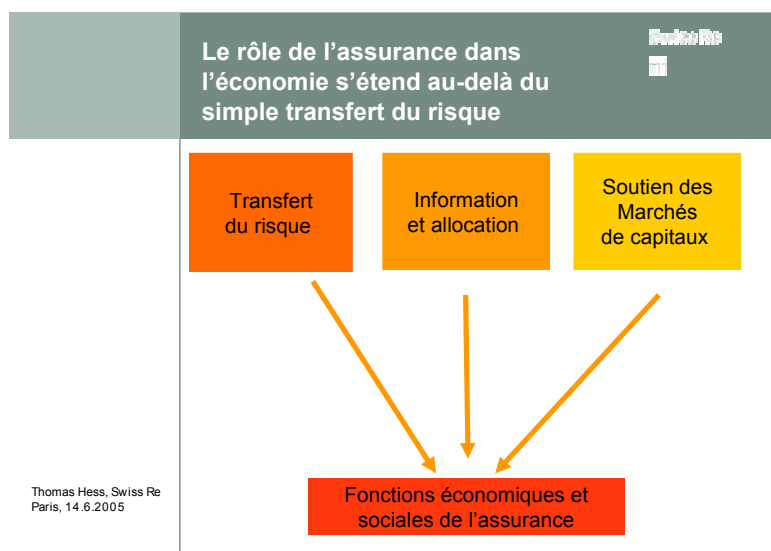 Le rôle de l’assurance dans
l’économie s’étend au-delà du
simple transfert du risque
Swiss Re
Transfert
du risque
Information
et allocation
Soutien des
Marchés
de capitaux
Fonctions économiques et
sociales de l’assurance
Thomas Hess, Swiss Re
Paris, 14.6.2005